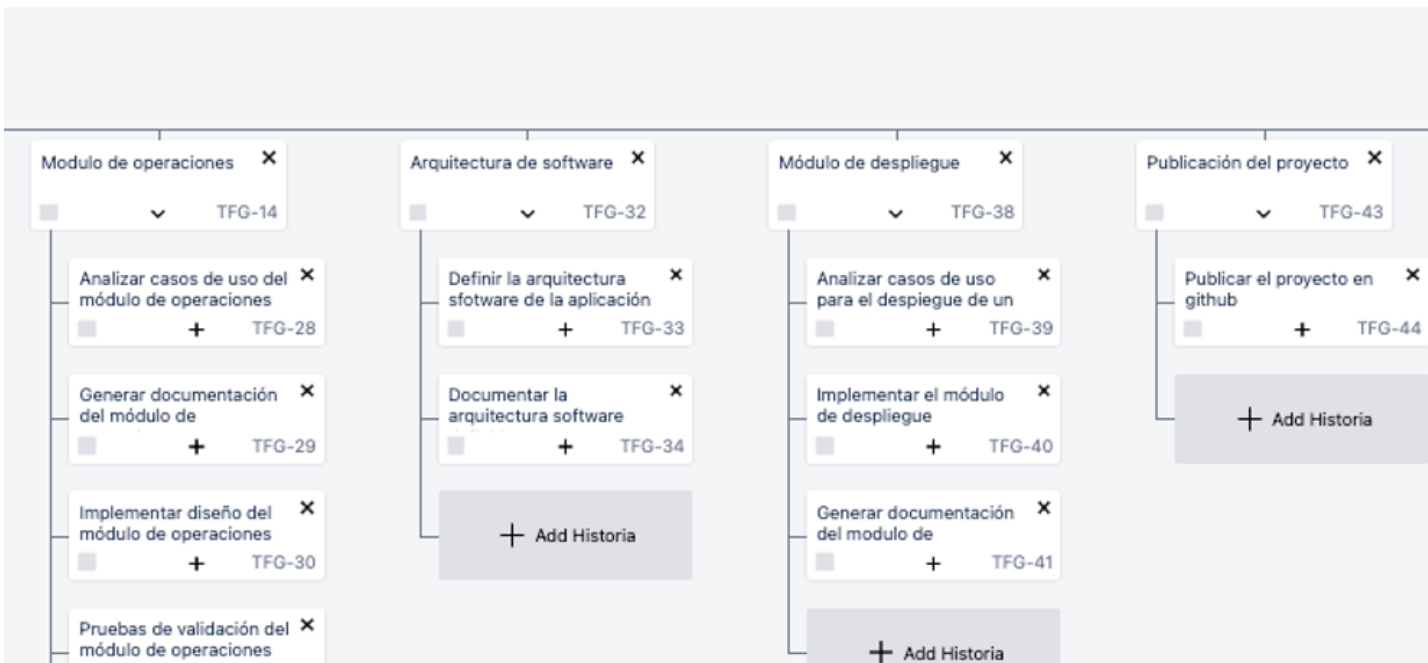 Modulo de operaciones
TFG-14
Analizar casos de uso del
módulo de operaciones
TFG-28
Generar documentación
del módulo de
TFG-29
Implementar diseño del
módulo de operaciones
TFG-30
Pruebas de validación del
módulo de operaciones
Arquitectura de software
TFG-32
Definir la arquitectura
sfotware de la aplicación
TFG-33
Documentar la
arquitectura software
TFG-34
Add Historia
Módulo de despliegue
TFG-38
Analizar casos de uso
para el despiegue de un
TFG-39
Implementar el módulo
de despliegue
TFG-40
Generar documentación
del modulo de
TFG-41
Add Historia
Publicación del proyecto
TFG-43
Publicar el proyecto en
github
TFG-44
Add Historia